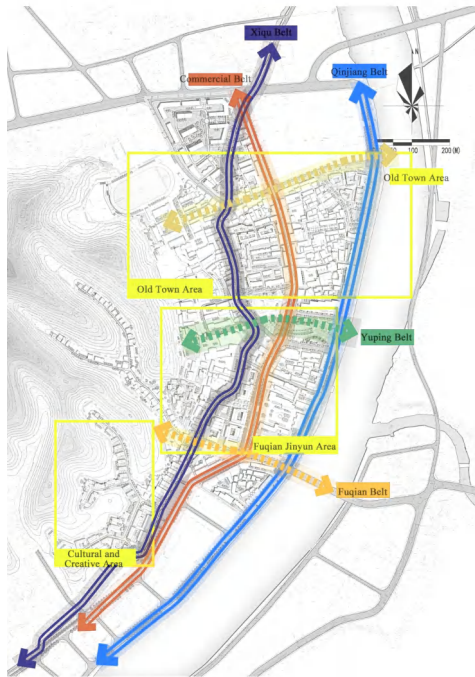 Xiqu Belt
Commercial Belt
Qinjiang Belt
N
200(M)
Old Town Area
Old Town Area
Yuping Belt
Fuqian Jinyun Area
Fuqian Belt
Cultural and
Creative Area